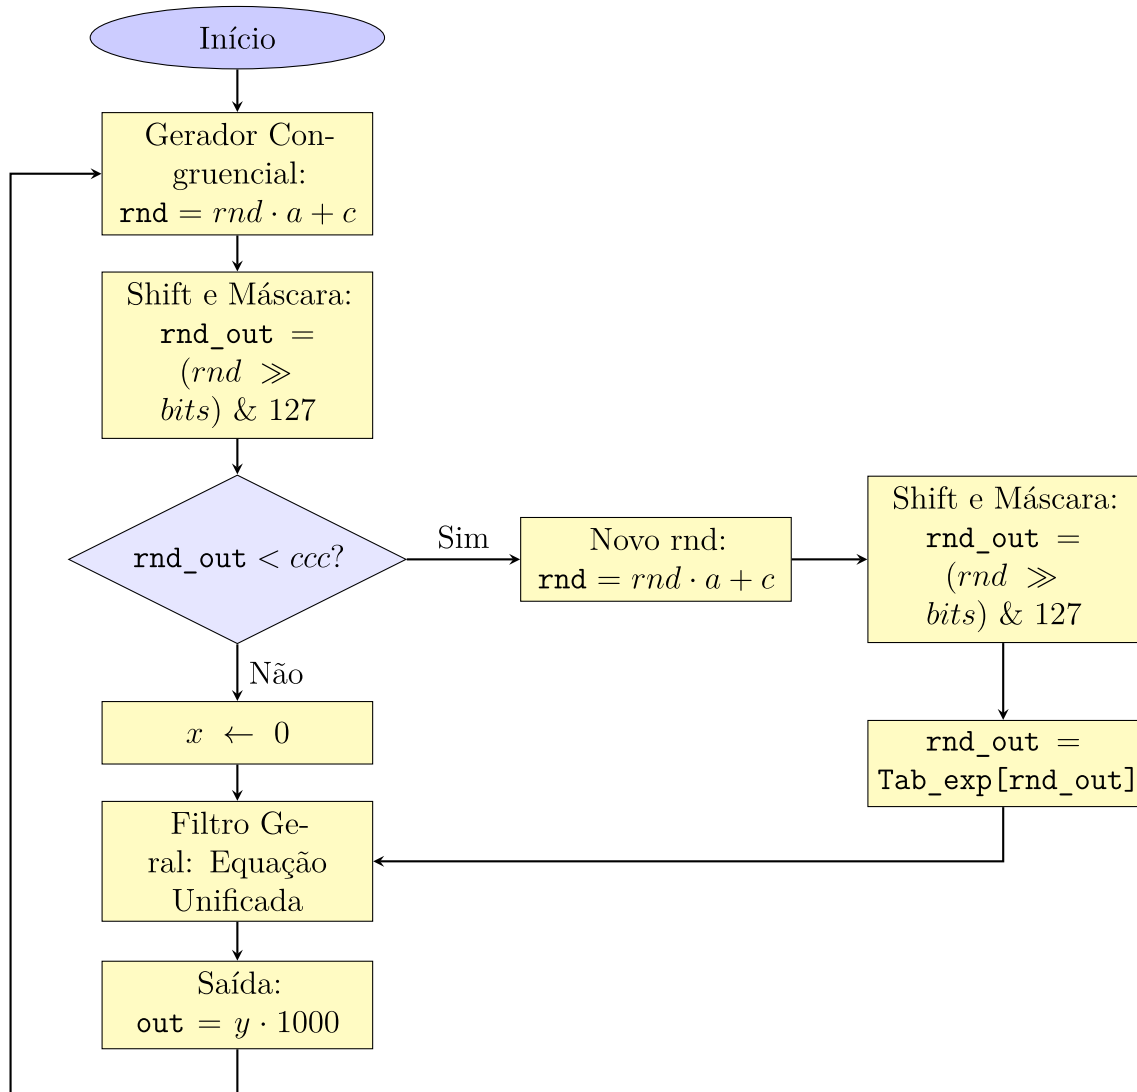 Início
Gerador Con-
gruencial:
rnd = rnd · a + c
Shift e Máscara:
rnd_out =
(rnd ≫
bits) & 127
rnd_out < ccc?
Sim
Novo rnd:
rnd = rnd · a + c
Shift e Máscara:
rnd_out =
(rnd ≫
bits) & 127
rnd_out =
Tab_exp[rnd_out]
Não
x ← 0
Filtro Ge-
ral: Equação
Unificada
Saída:
out = y · 1000